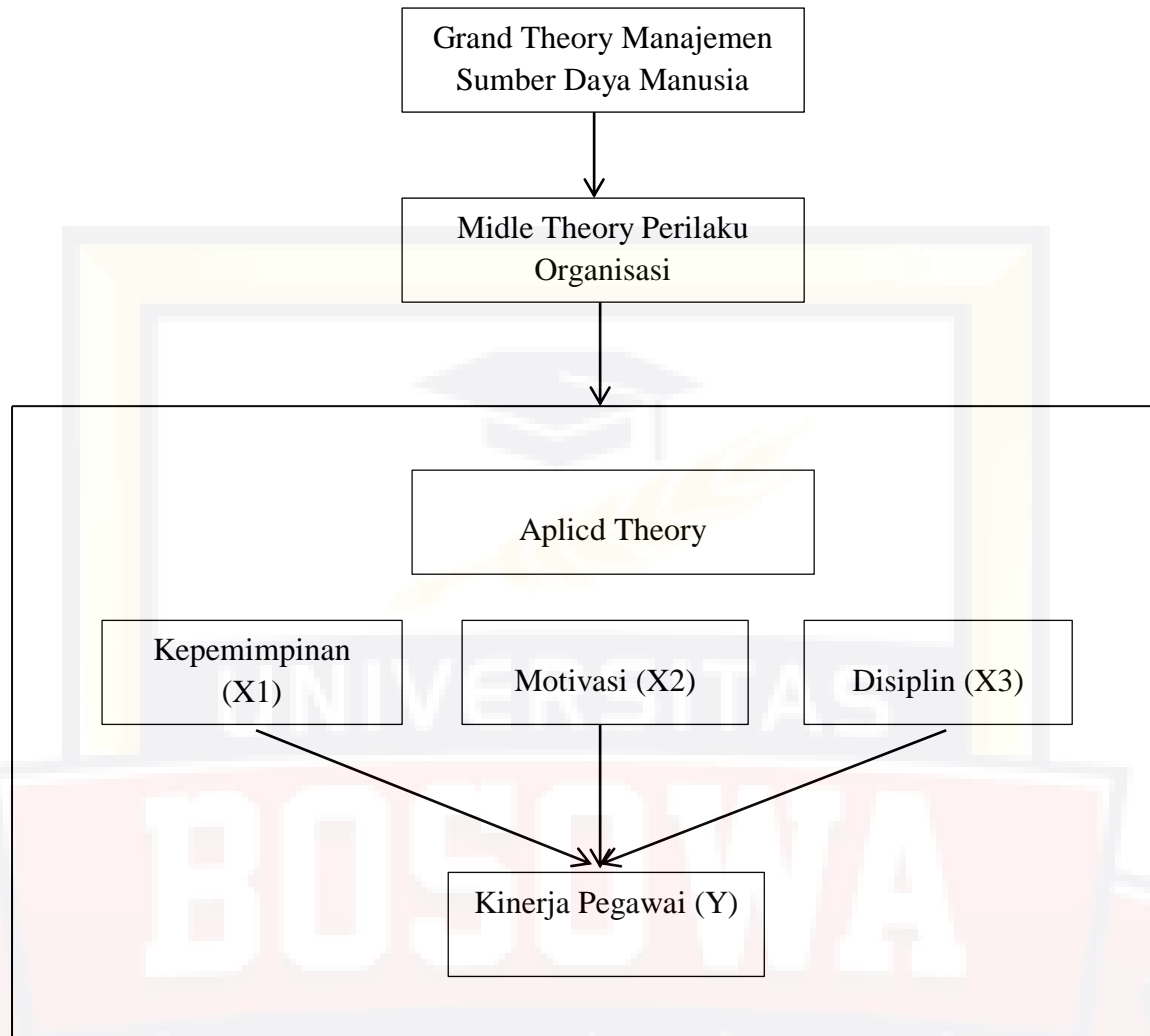 Grand Theory Manajemen
Sumber Daya Manusia
Midle Theory Perilaku
Organisasi
Aplicd Theory
Kepemimpinan
(X1)
Motivasi (X2)
Disiplin (X3)
UNIVERSITAS
BOSOWA
Kinerja Pegawai (Y)